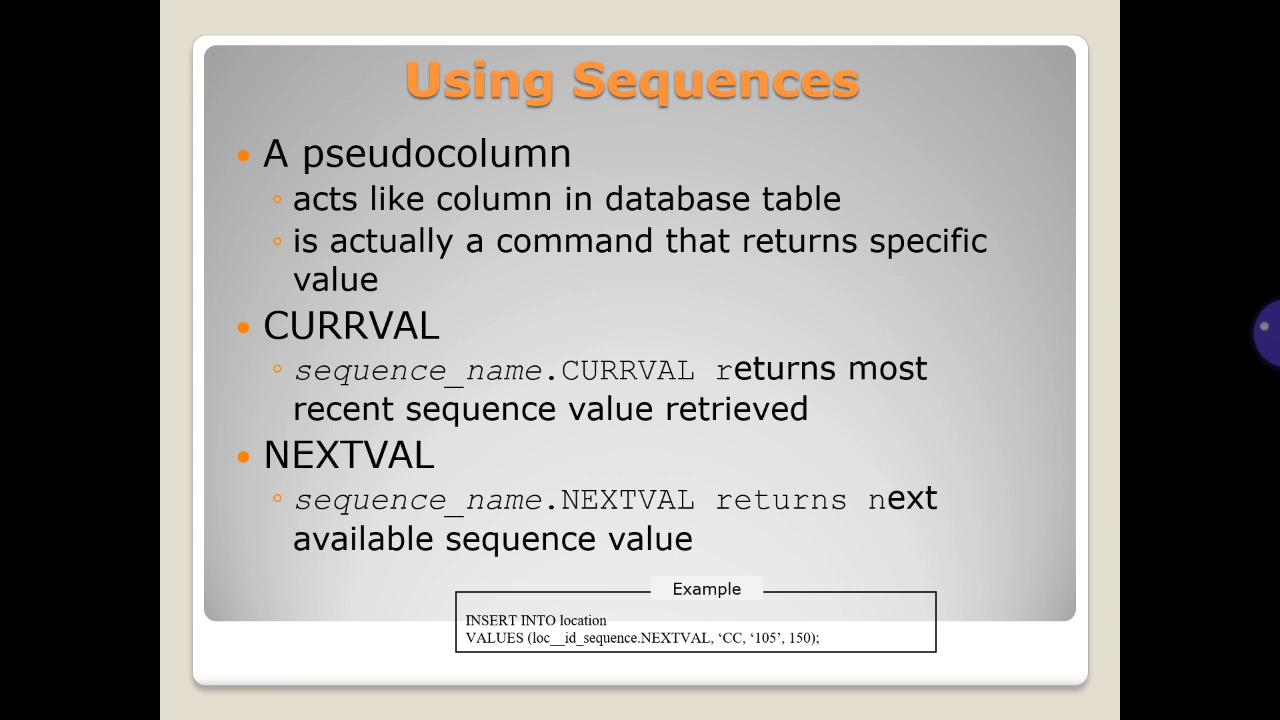 Using Sequences
A pseudocolumn
acts like column in database table
is actually a command that returns specific
value
CURRVAL
sequence_name.CURRVAL returns most
recent sequence value retrieved
NEXTVAL
sequence_name.NEXTVAL returns next
available sequence value
Example
INSERT INTO location
VALUES (loc__id_sequence.NEXTVAL, ‘CC, ‘105’, 150);